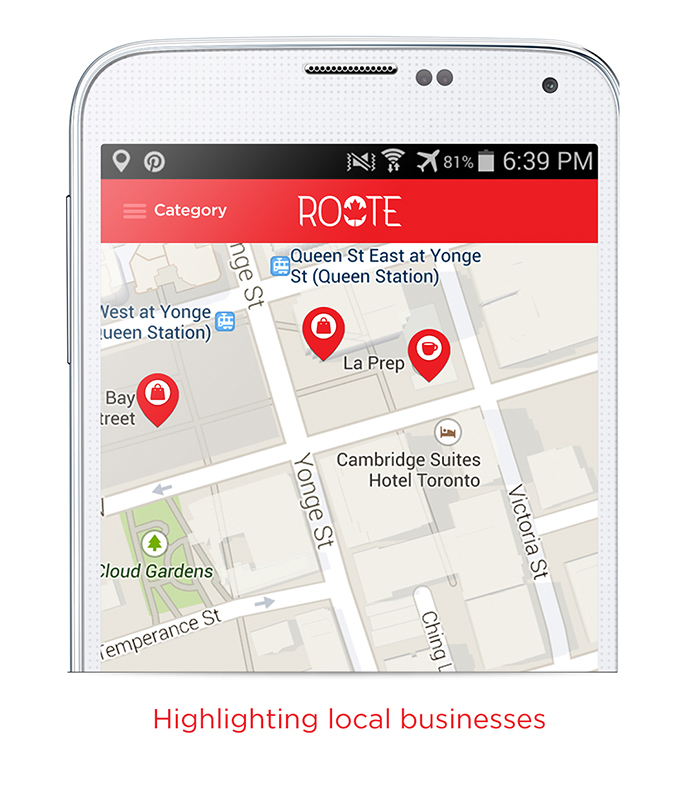 81% 6:39 PM
Category
ROOTE
Yonge St
Queen St East at Yonge
St (Queen Station)
West at Yonge
Queen Station)
La Prep
Bay
treet
Cambridge Suites
Hotel Toronto
Yonge St
Victoria St
Cloud Gardens
Temperance St
Ching L
Highlighting local businesses